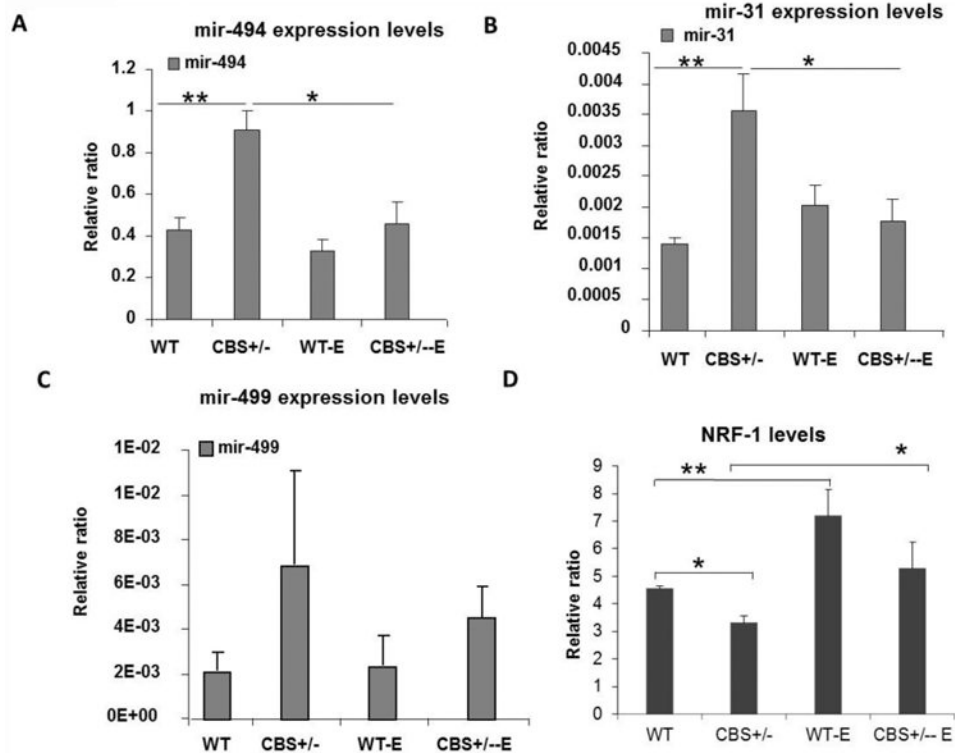 A
mir-494 expression levels
mir-494
Relative ratio
1.2
1
0.8
0.6
0.4
0.2
0
**
*
WT
CBS+/-
WT-E
CBS+/--E
B
mir-31 expression levels
mir-31
Relative ratio
0.0045
0.004
0.0035
0.003
0.0025
0.002
0.0015
0.001
0.0005
0
**
*
WT
CBS+/-
WT-E
CBS+/--E
C
mir-499 expression levels
mir-499
Relative ratio
1E-02
1E-02
8E-03
6E-03
4E-03
2E-03
0E+00
WT
CBS+/-
WT-E
CBS+/--E
D
NRF-1 levels
Relative ratio
9
8
7
6
5
4
3
2
1
0
**
*
*
WT
CBS+/-
WT-E
CBS+/-- E